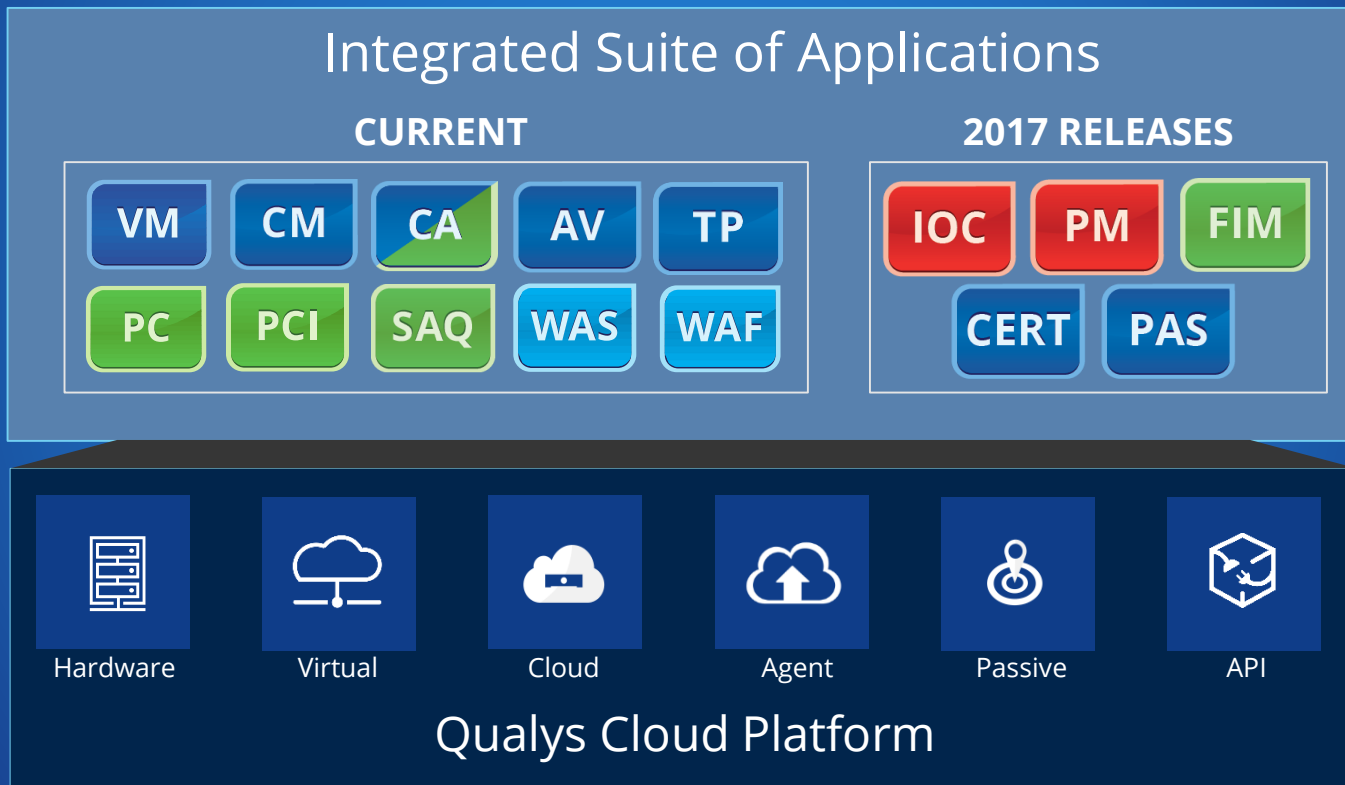 Integrated Suite of Applications
CURRENT
VM CM CA AV TP
PC PCI SAQ WAS WAF
2017 RELEASES
IOC PM FIM
CERT PAS
Hardware Virtual Cloud Agent Passive API
Qualys Cloud Platform